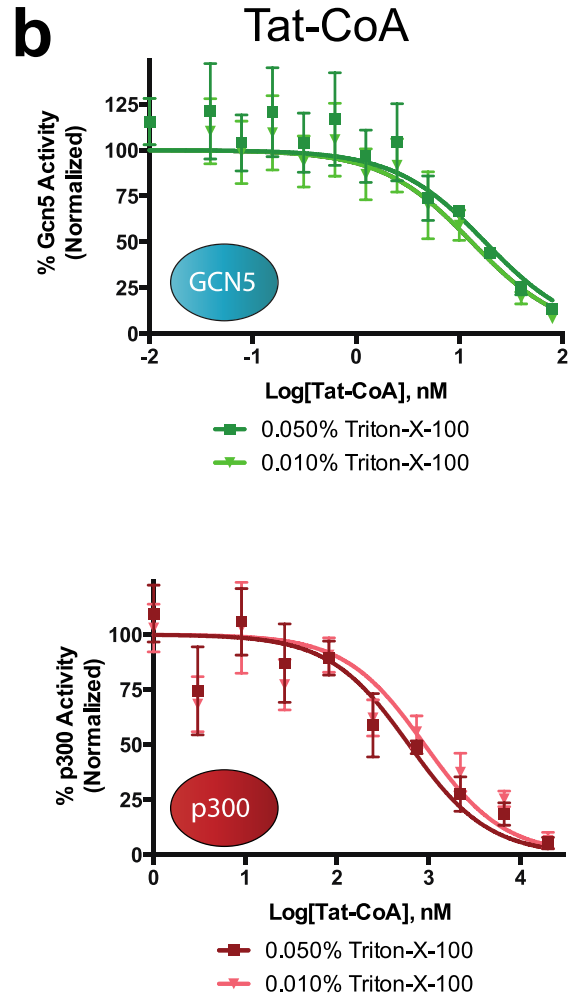 b
Tat-CoA
% Gcn5 Activity
(Normalized)
125
100
75
50
25
0
GCN5
-2
-1
0
1
2
Log[Tat-CoA], nM
0.050% Triton-X-100
0.010% Triton-X-100
% p300 Activity
(Normalized)
100
75
50
25
0
p300
0
1
2
3
4
Log[Tat-CoA], nM
0.050% Triton-X-100
0.010% Triton-X-100